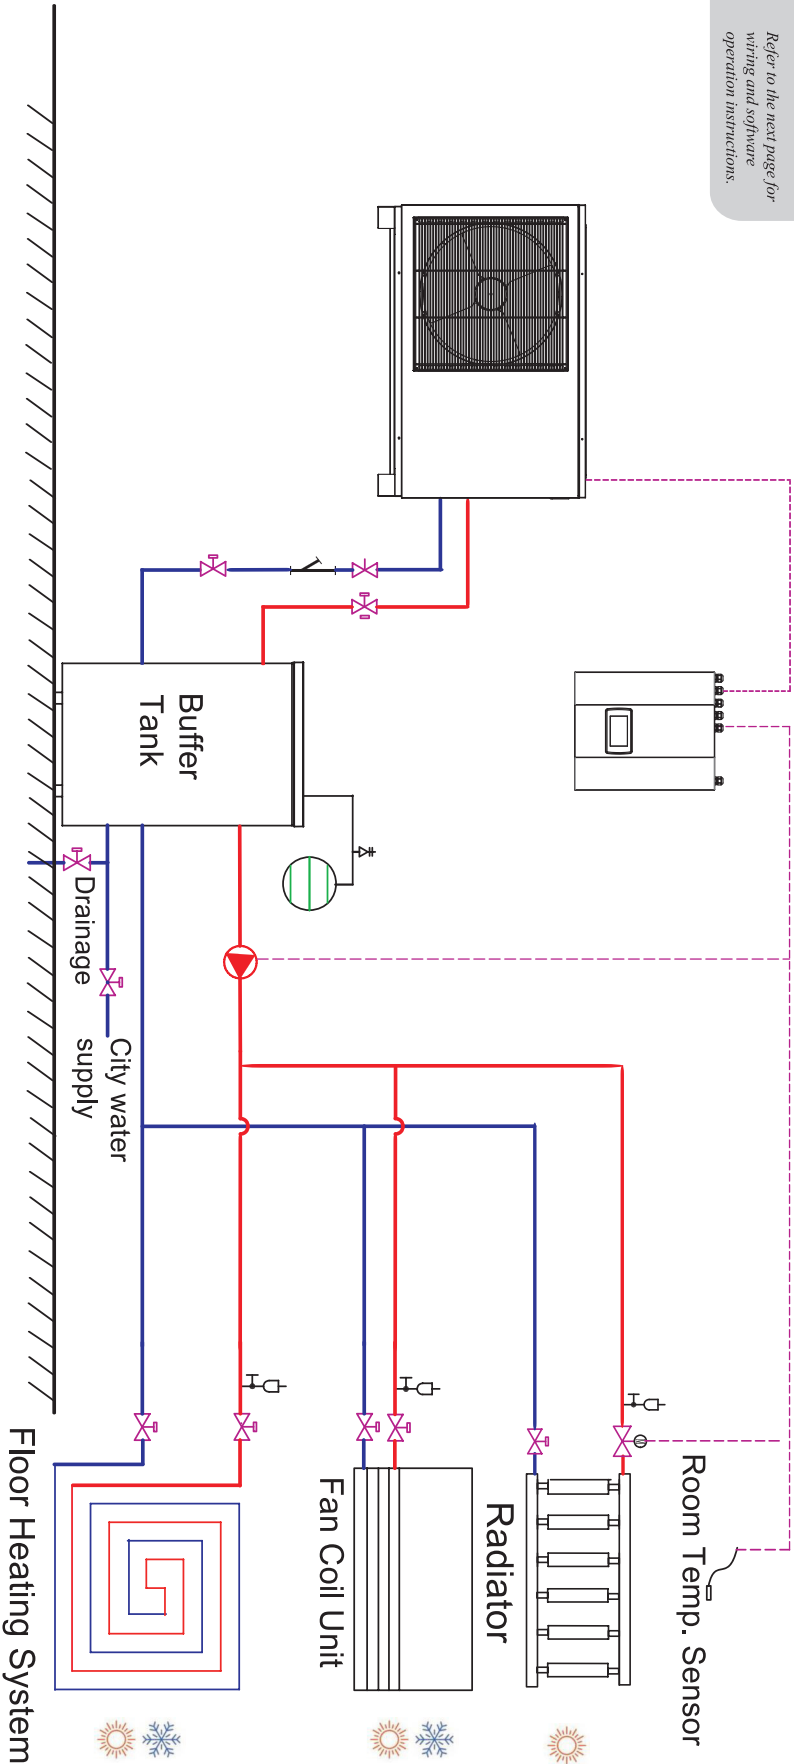 Refer to the next page for
wiring and software
operation instructions.
Buffer
Tank
Drainage
City water
supply
Room Temp. Sensor
Radiator
Fan Coil Unit
Floor Heating System